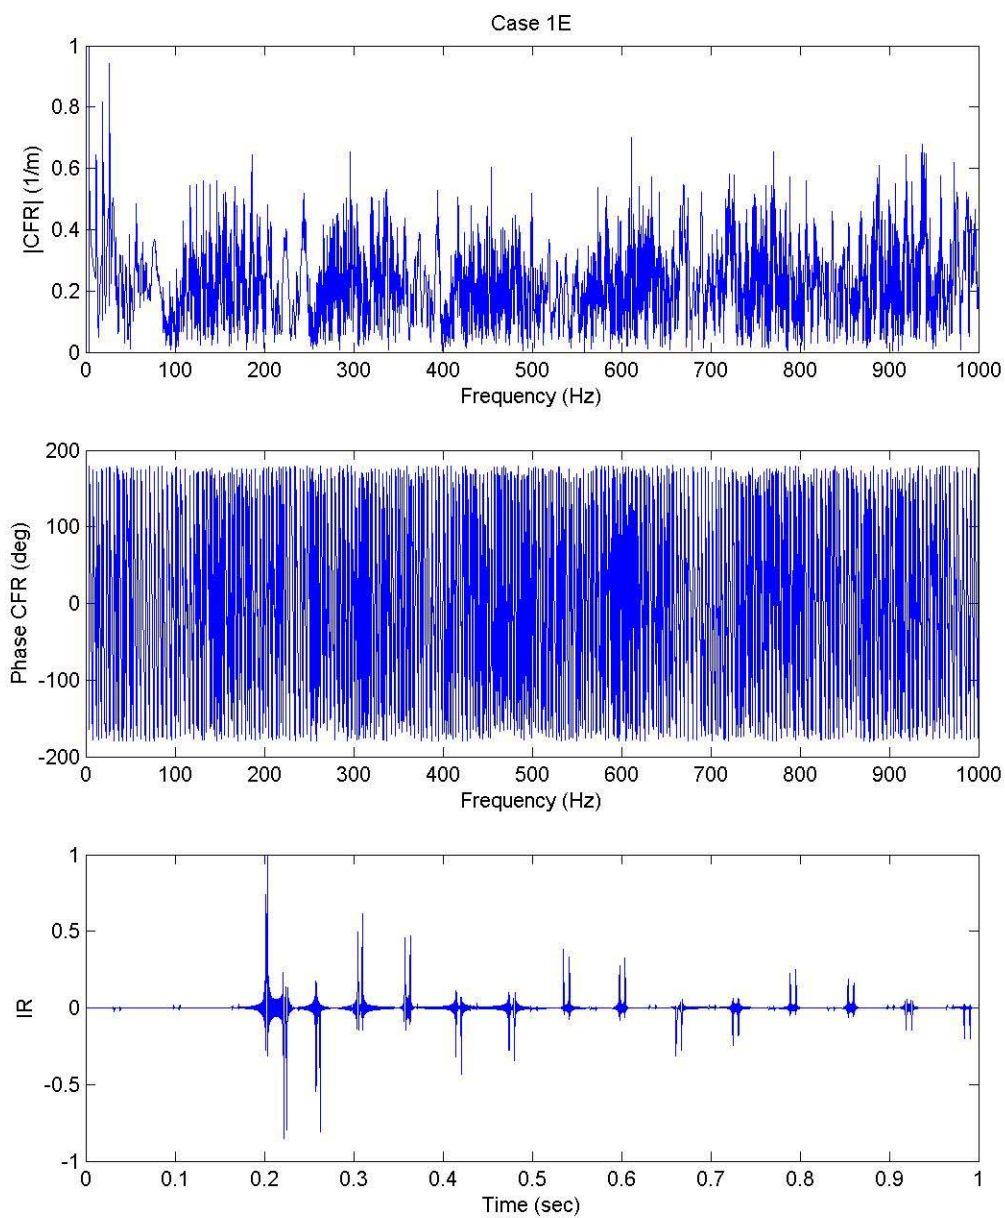 Case 1E
1
0.8
0.6
0.4
0.2
0
|CFR| (1/m)
0 100 200 300 400 500 600 700 800 900 1000
Frequency (Hz)
200
100
0
-100
-200
Phase CFR (deg)
0 100 200 300 400 500 600 700 800 900 1000
Frequency (Hz)
1
0.5
0
-0.5
-1
IR
0 0.1 0.2 0.3 0.4 0.5 0.6 0.7 0.8 0.9 1
Time (sec)